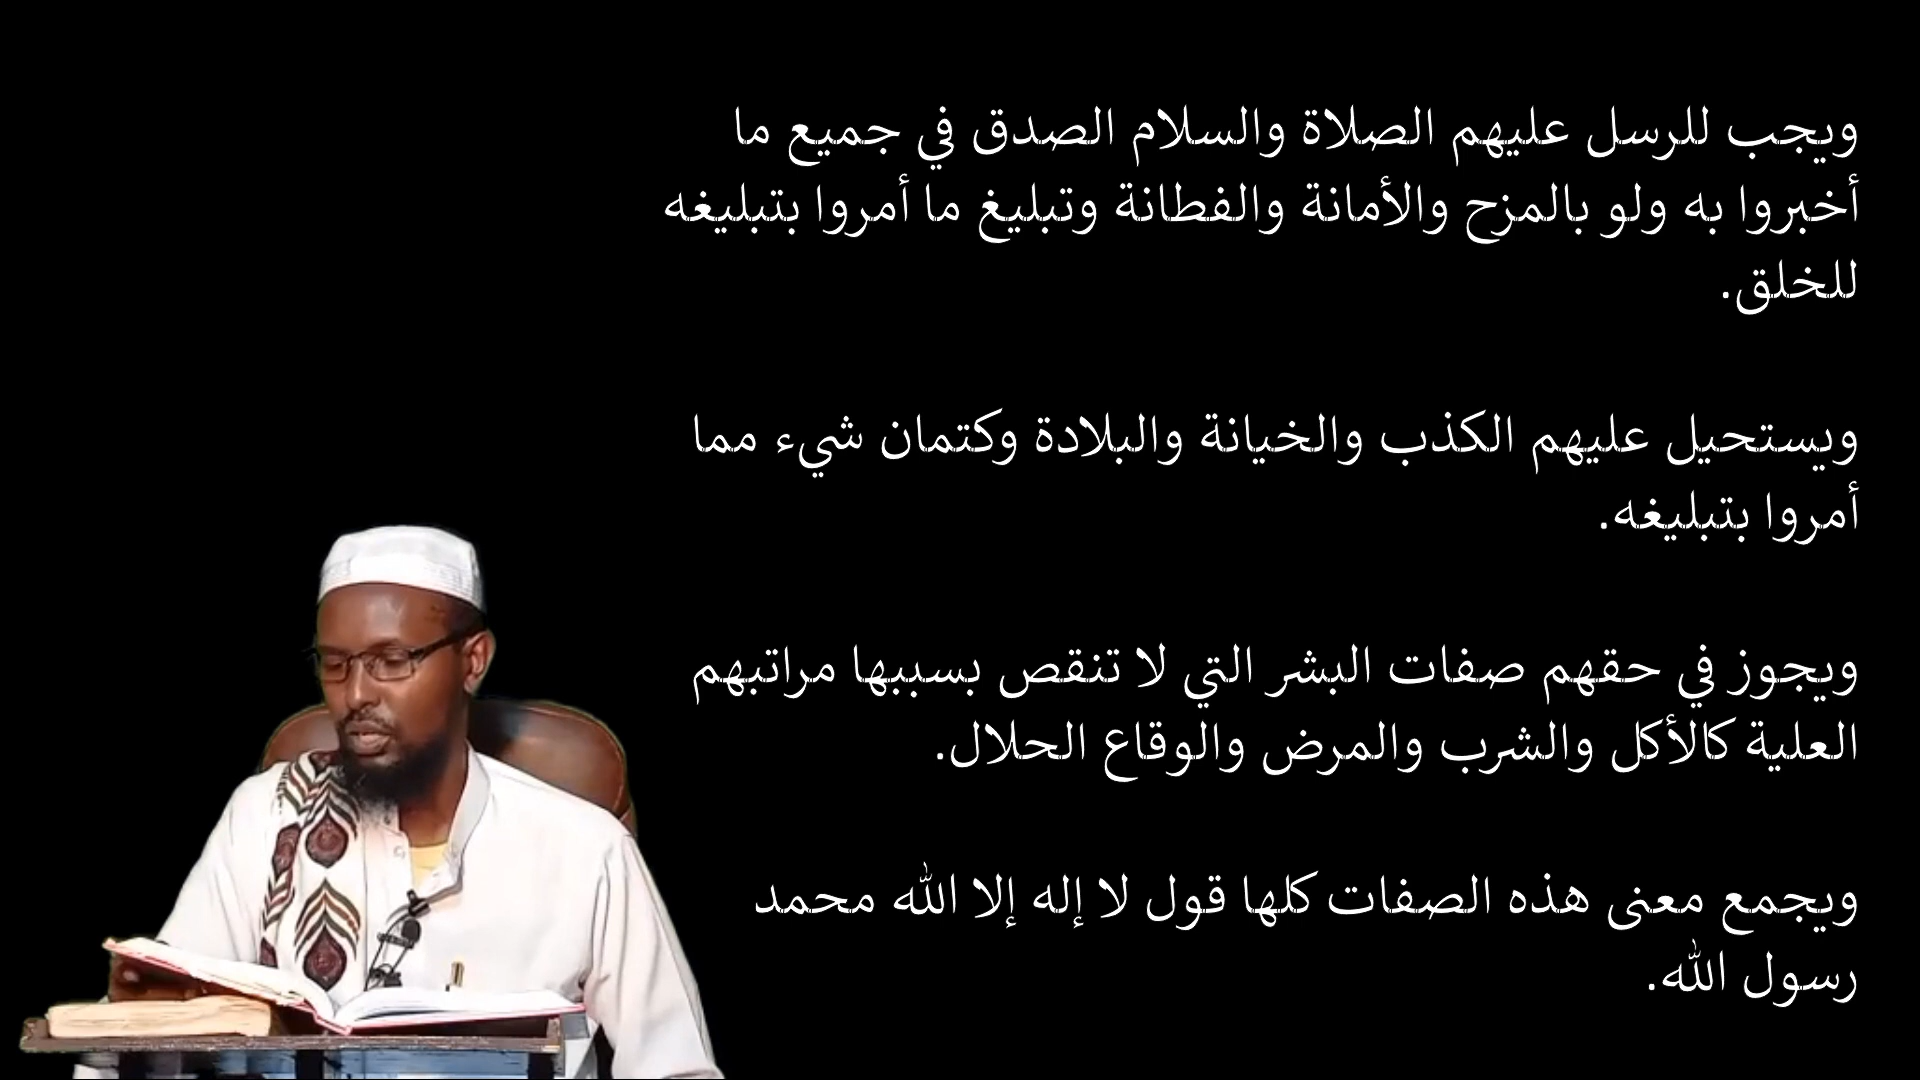 ويجب للرسل عليهم الصلاة والسلام الصدق في جميع ما
أخبروا به ولو بالمزح والأمانة والفطانة وتبليغ ما أمروا بتبليغه
للخلق.
ويستحيل عليهم الكذب والخيانة والبلادة وكتمان شيء مما
أمروا بتبليغه.
ويجوز في حقهم صفات البشر التي لا تنقص بسببها مراتبهم
العلية كالأكل والشرب والمرض والوقاع الحلال.
ويجمع معنى هذه الصفات كلها قول لا إله إلا الله محمد
رسول الله.